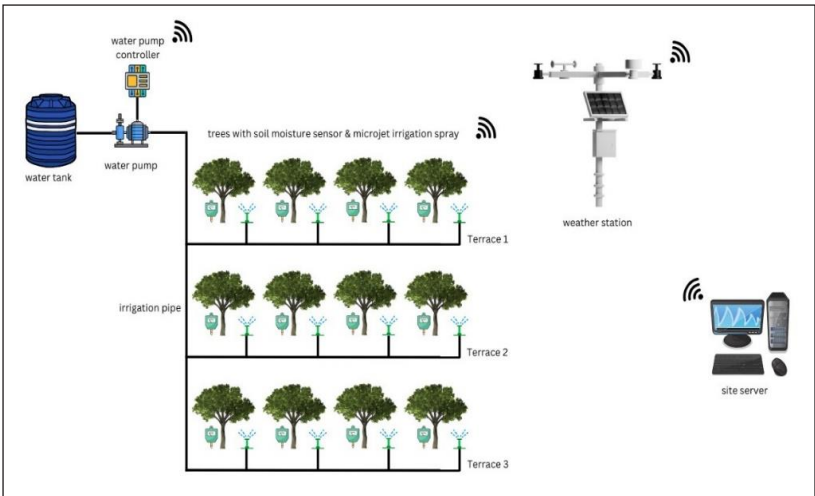 water pump
controller
trees with soil moisture sensor & microjet irrigation spray
water tank
water pump
weather station
Terrace 1
irrigation pipe
Terrace 2
site server
Terrace 3